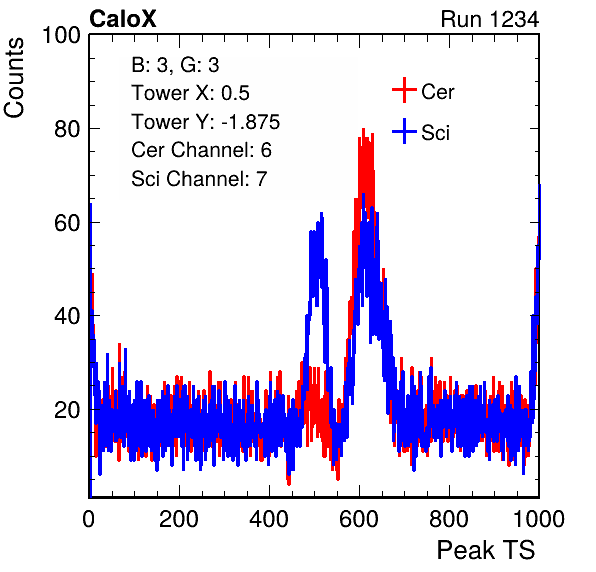 CaloX Run 1234
Counts
100
80
60
40
20
B: 3, G: 3
Tower X: 0.5
Tower Y: -1.875
Cer Channel: 6
Sci Channel: 7
Cer
Sci
0 200 400 600 800 1000
Peak TS